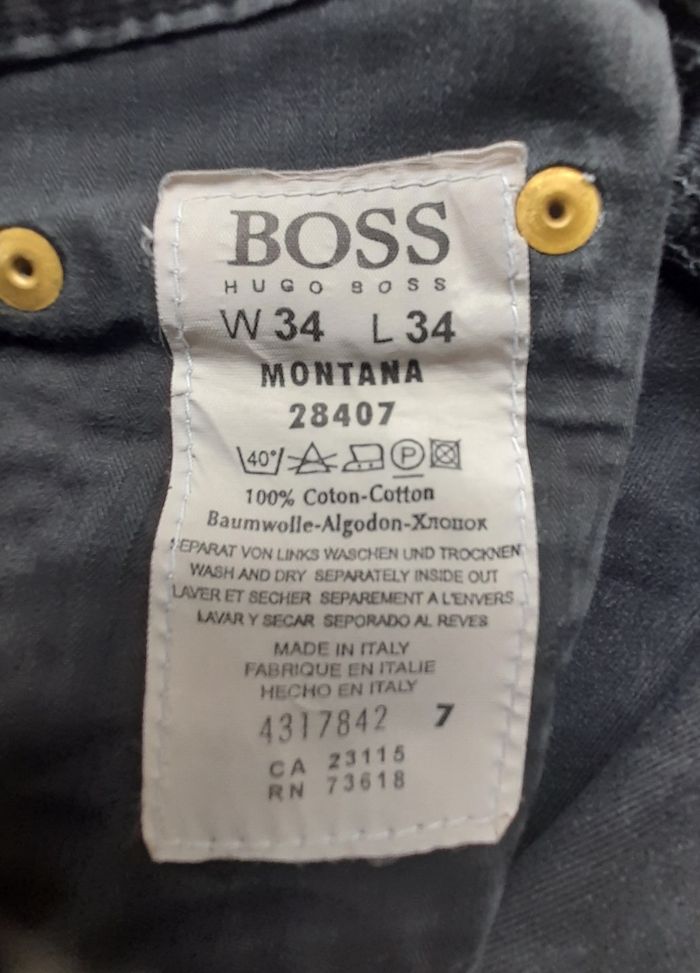 BOSS
HUGO BOSS
W 34 L 34
MONTANA
28407
40° P
100% Coton-Cotton
Baumwolle-Algodon-Хлопок
SEPARAT VON LINKS WASCHEN UND TROCKNEN
WASH AND DRY SEPARATELY INSIDE OUT
LAVER ET SECHER SEPAREMENT A L'ENVERS
LAVAR Y SECAR SEPORADO AL REVES
MADE IN ITALY
FABRIQUE EN ITALIE
HECHO EN ITALY
4317842 7
CA 23115
RN 73618